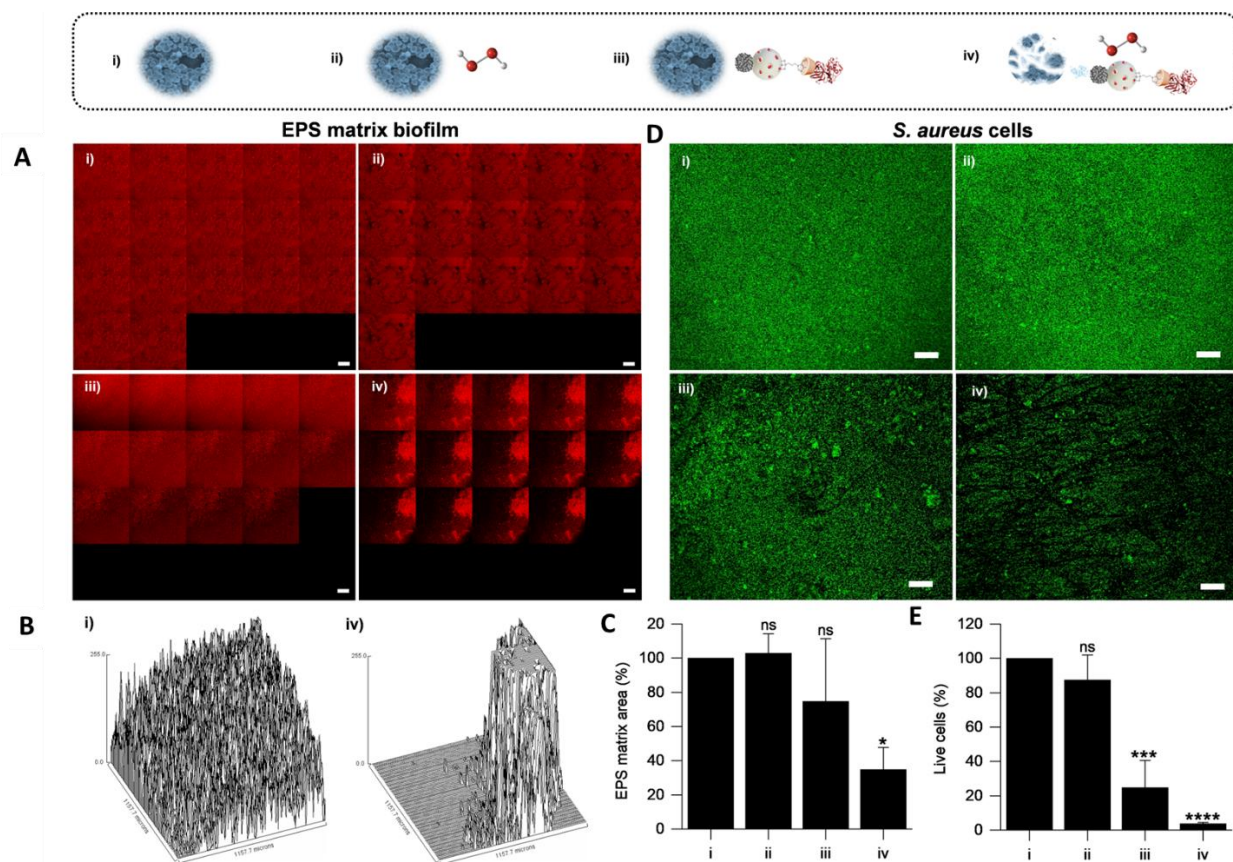 i)
ii)
iii)
iv)
EPS matrix biofilm
S. aureus cells
A
i)
ii)
iii)
iv)
D
i)
ii)
iii)
iv)
B
i)
255.0
0.0
1157.7 microns
1157.7 microns
iv)
255.0
0.0
1157.7 microns
1157.7 microns
C
EPS matrix area (%)
20
100
80
60
40
20
0
ns
ns
*
i
ii
iii
iv
E
Live cells (%)
120
100
80
60
40
20
0
ns
***
****
i
ii
iii
iv